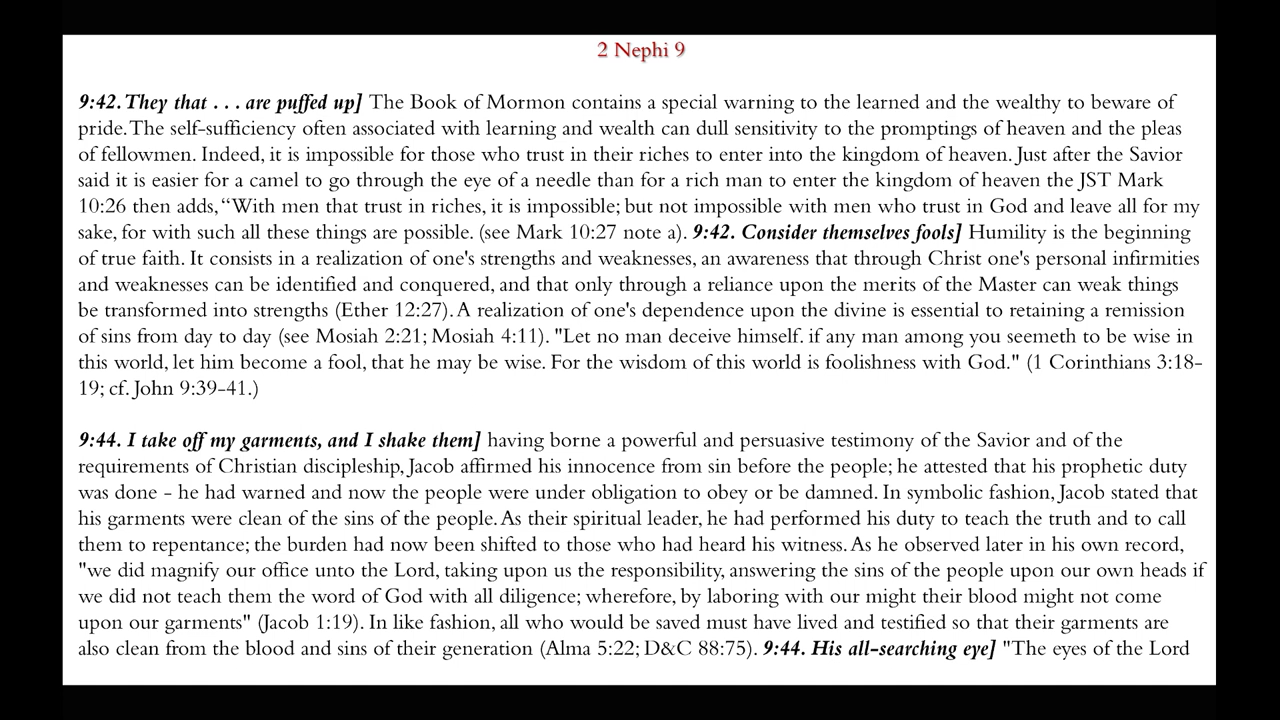 2 Nephi 9
9:42. They that . . . are puffed up] The Book of Mormon contains a special warning to the learned and the wealthy to beware of
pride. The self-sufficiency often associated with learning and wealth can dull sensitivity to the promptings of heaven and the pleas
of fellowmen. Indeed, it is impossible for those who trust in their riches to enter into the kingdom of heaven. Just after the Savior
said it is easier for a camel to go through the eye of a needle than for a rich man to enter the kingdom of heaven the JST Mark
10:26 then adds, “With men that trust in riches, it is impossible; but not impossible with men who trust in God and leave all for my
sake, for with such all these things are possible. (see Mark 10:27 note a). 9:42. Consider themselves fools] Humility is the beginning
of true faith. It consists in a realization of one's strengths and weaknesses, an awareness that through Christ one's personal infirmities
and weaknesses can be identified and conquered, and that only through a reliance upon the merits of the Master can weak things
be transformed into strengths (Ether 12:27). A realization of one's dependence upon the divine is essential to retaining a remission
of sins from day to day (see Mosiah 2:21; Mosiah 4:11). "Let no man deceive himself. if any man among you seemeth to be wise in
this world, let him become a fool, that he may be wise. For the wisdom of this world is foolishness with God." (1 Corinthians 3:18-
19; cf. John 9:39-41.)
9:44. I take off my garments, and I shake them] having borne a powerful and persuasive testimony of the Savior and of the
requirements of Christian discipleship, Jacob affirmed his innocence from sin before the people; he attested that his prophetic duty
was done - he had warned and now the people were under obligation to obey or be damned. In symbolic fashion, Jacob stated that
his garments were clean of the sins of the people. As their spiritual leader, he had performed his duty to teach the truth and to call
them to repentance; the burden had now been shifted to those who had heard his witness. As he observed later in his own record,
"we did magnify our office unto the Lord, taking upon us the responsibility, answering the sins of the people upon our own heads if
we did not teach them the word of God with all diligence; wherefore, by laboring with our might their blood might not come
upon our garments" (Jacob 1:19). In like fashion, all who would be saved must have lived and testified so that their garments are
also clean from the blood and sins of their generation (Alma 5:22; D&C 88:75). 9:44. His all-searching eye] "The eyes of the Lord